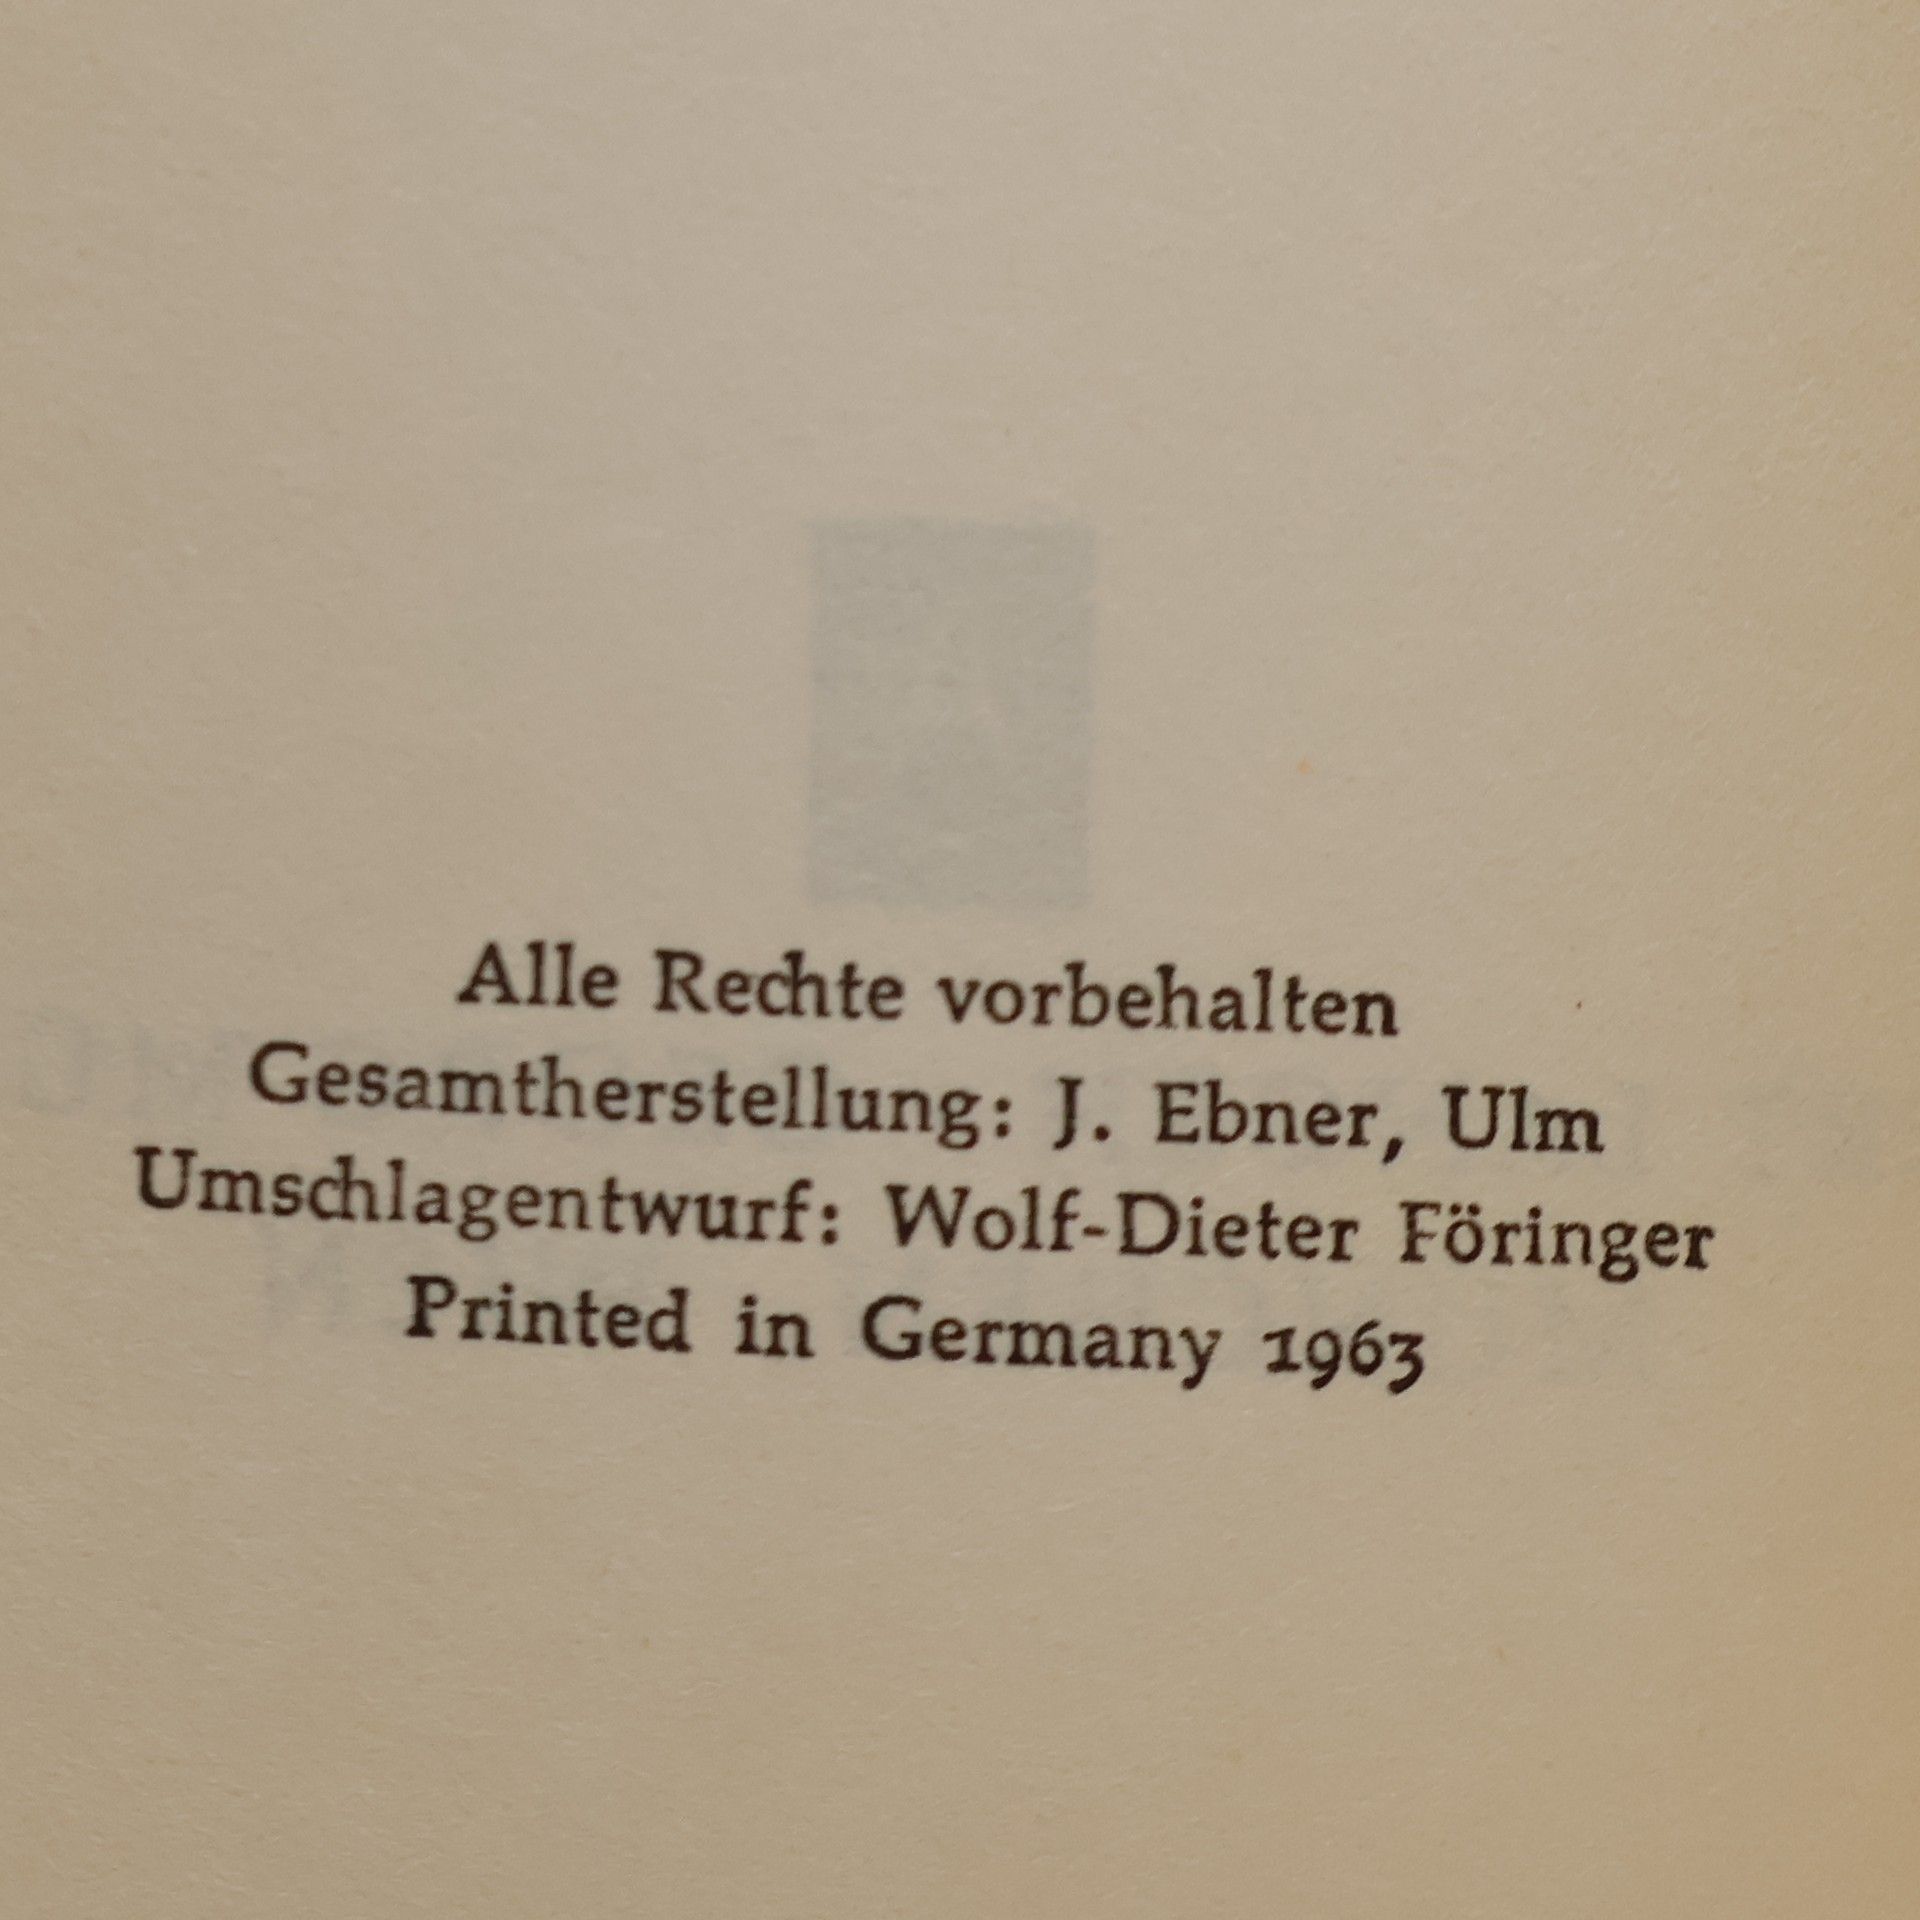 Alle Rechte vorbehalten
Gesamtherstellung: J. Ebner, Ulm
Umschlagentwurf: Wolf-Dieter Föringer
Printed in Germany 1963